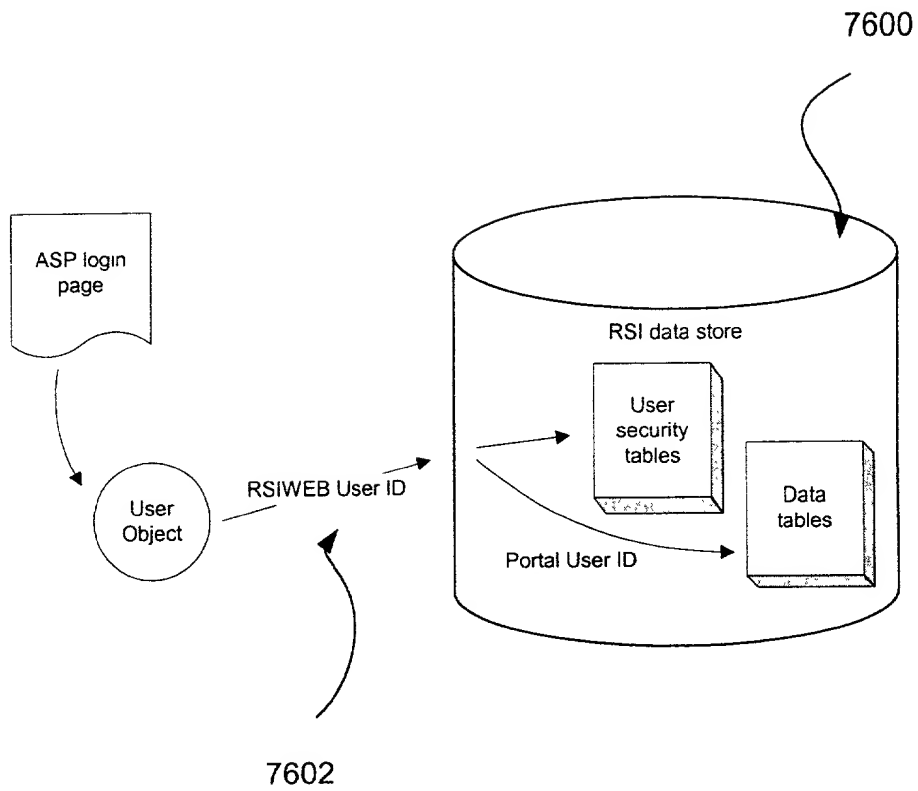 7600
ASP login
page
RSI data store
User
security
tables
RSIWEB User ID
User
Object
Data
tables
Portal User ID
7602